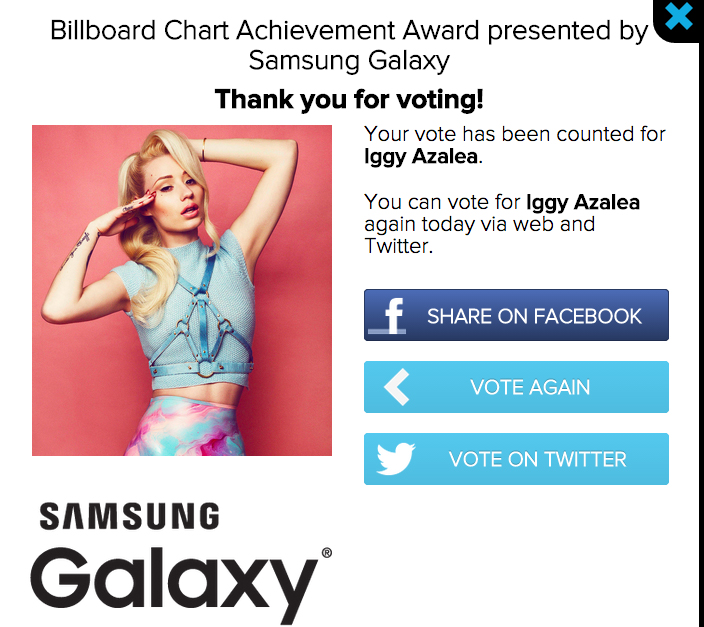 Billboard Chart Achievement Award presented by
Samsung Galaxy
Thank you for voting!
Your vote has been counted for
Iggy Azalea.
You can vote for Iggy Azalea
again today via web and
Twitter.
f SHARE ON FACEBOOK
VOTE AGAIN
VOTE ON TWITTER
SAMSUNG
Galaxy®